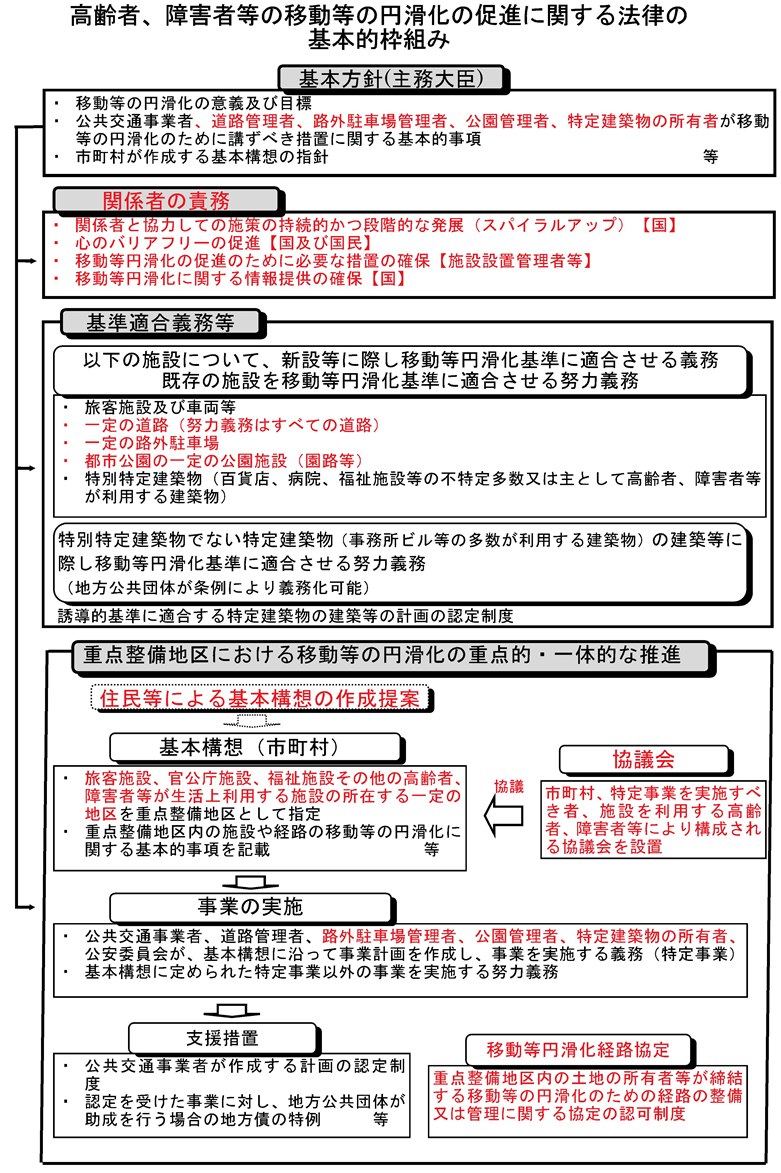 高齢者、障害者等の移動等の円滑化の促進に関する法律の
基本的枠組み
基本方針(主務大臣)
・ 移動等の円滑化の意義及び目標
・ 公共交通事業者、道路管理者、路外駐車場管理者、公園管理者、特定建築物の所有者が移動
等の円滑化のために講ずべき措置に関する基本的事項
・ 市町村が作成する基本構想の指針 等
関係者の責務
・ 関係者と協力しての施策の持続的かつ段階的な発展（スパイラルアップ）【国】
・ 心のバリアフリーの促進【国及び国民】
・ 移動等円滑化の促進のために必要な措置の確保【施設設置管理者等】
・ 移動等円滑化に関する情報提供の確保【国】
基準適合義務等
以下の施設について、新設等に際し移動等円滑化基準に適合させる義務
既存の施設を移動等円滑化基準に適合させる努力義務
・ 旅客施設及び車両等
・ 一定の道路（努力義務はすべての道路）
・ 一定の路外駐車場
・ 都市公園の一定の公園施設（園路等）
・ 特別特定建築物（百貨店、病院、福祉施設等の不特定多数又は主として高齢者、障害者等
が利用する建築物）
特別特定建築物でない特定建築物（事務所ビル等の多数が利用する建築物）の建築等に
際し移動等円滑化基準に適合させる努力義務
（地方公共団体が条例により義務化可能）
誘導的基準に適合する特定建築物の建築等の計画の認定制度
重点整備地区における移動等の円滑化の重点的・一体的な推進
住民等による基本構想の作成提案
基本構想（市町村）
・ 旅客施設、官公庁施設、福祉施設その他の高齢者、
障害者等が生活上利用する施設の所在する一定の
地区を重点整備地区として指定
・ 重点整備地区内の施設や経路の移動等の円滑化に
関する基本的事項を記載 等
協議
協議会
市町村、特定事業を実施すべ
き者、施設を利用する高齢
者、障害者等により構成され
る協議会を設置
事業の実施
・ 公共交通事業者、道路管理者、路外駐車場管理者、公園管理者、特定建築物の所有者、
公安委員会が、基本構想に沿って事業計画を作成し、事業を実施する義務（特定事業）
・ 基本構想に定められた特定事業以外の事業を実施する努力義務
支援措置
・ 公共交通事業者が作成する計画の認定制
度
・ 認定を受けた事業に対し、地方公共団体が
助成を行う場合の地方債の特例 等
移動等円滑化経路協定
重点整備地区内の土地の所有者等が締結
する移動等の円滑化のための経路の整備
又は管理に関する協定の認可制度